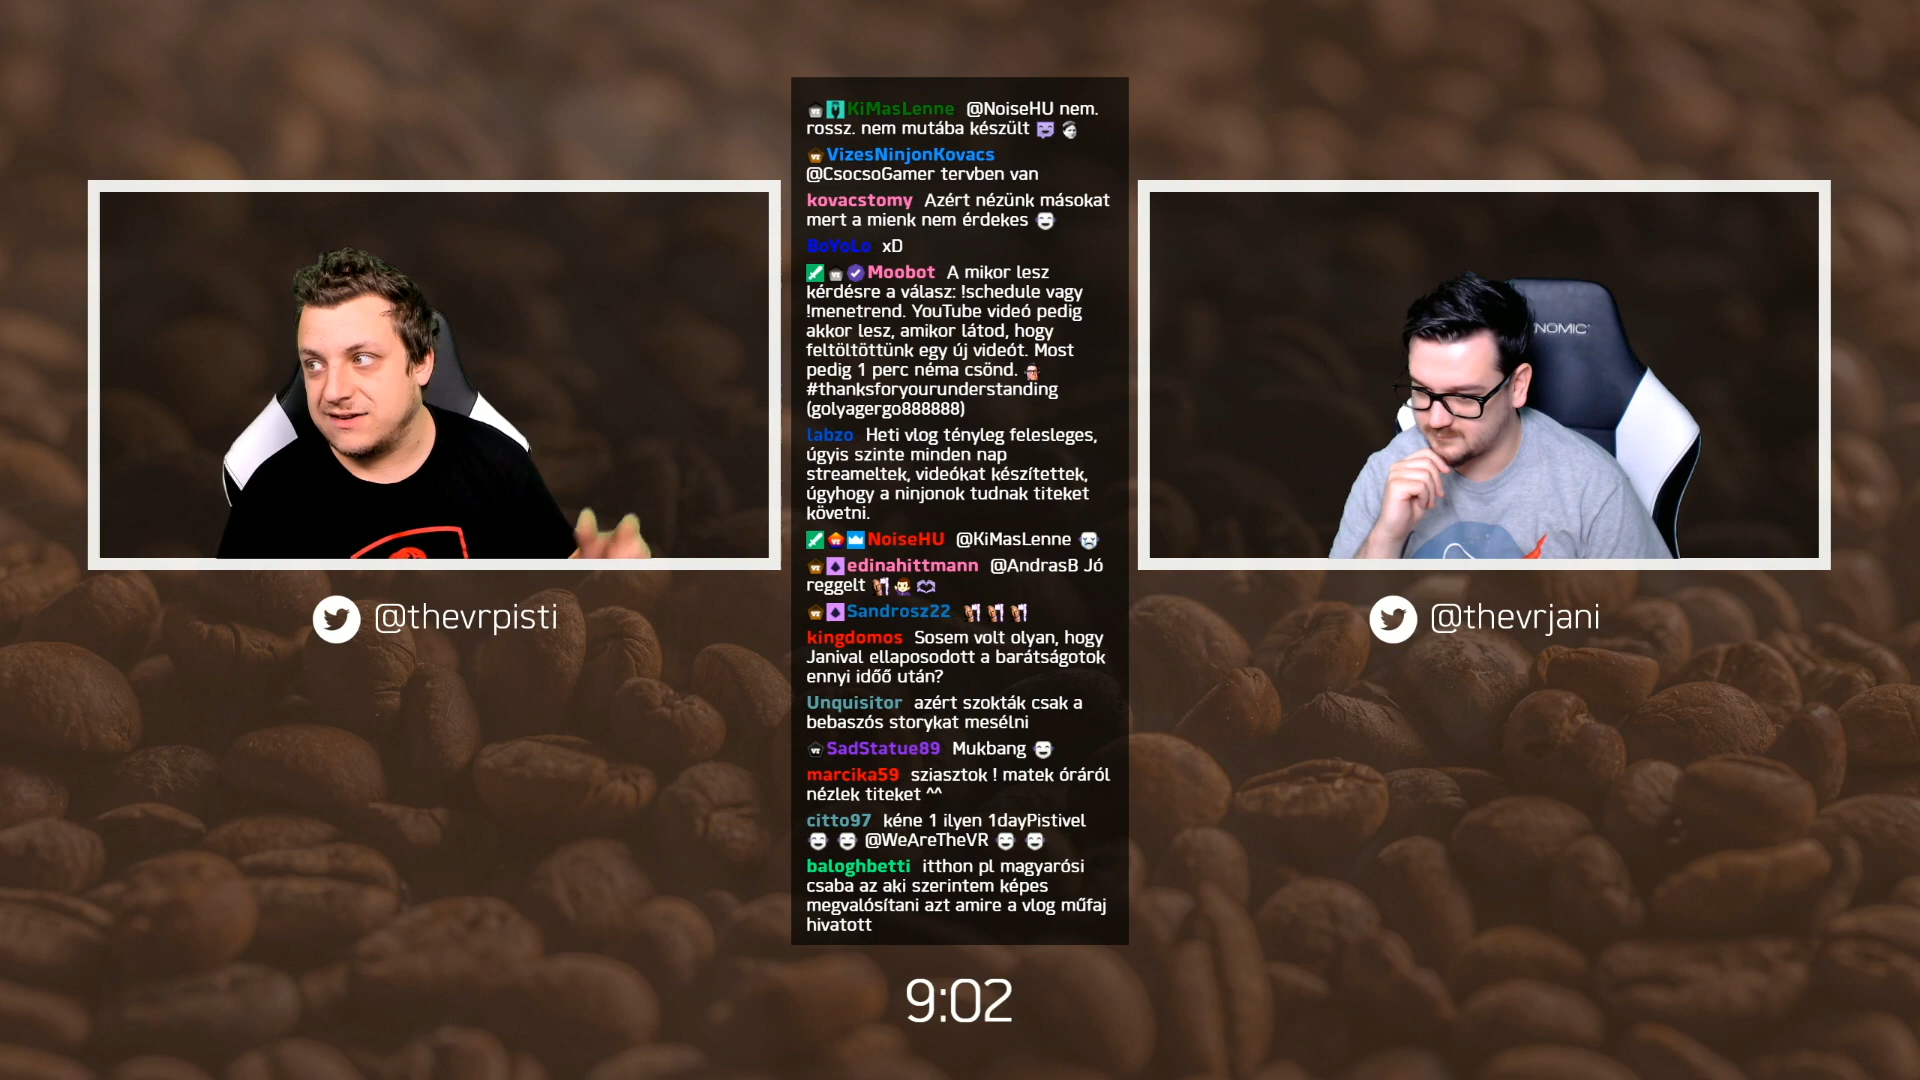 KiMasLenne @NoiseHU nem.
rossz. nem mutába készült
VizesNinjonKovacs
@CsocsoGamer tervben van
kovacstomy Azért nézünk másokat
mert a mienk nem érdekes
BoYoLo xD
Moobot A mikor lesz
kérdésre a válasz: !schedule vagy
!menetrend. YouTube videó pedig
akkor lesz, amikor látod, hogy
feltöltöttünk egy új videót. Most
pedig 1 perc néma csönd.
#thanksforyourunderstanding
(golyagergo888888)
labzo Heti vlog tényleg felesleges,
úgyis szinte minden nap
streameltek, videókat készítettek,
úgyhogy a ninjonok tudnak titeket
követni.
NoiseHU @KiMasLenne
edinahittmann @AndrasB Jó
reggelt
Sandrosz22
kingdomos Sosem volt olyan, hogy
Janival ellaposodott a barátságotok
ennyi időő után?
Unquisitor azért szokták csak a
bebaszós storykat mesélni
SadStatue89 Mukbang
marcika59 sziasztok ! matek óráról
nézlek titeket ^^
citto97 kéne 1 ilyen 1dayPistivel
@WeAreTheVR
baloghbetti itthon pl magyarósi
csaba az aki szerintem képes
megvalósítani azt amire a vlog műfaj
hivatott
@thevrpisti
@thevrjani
NOMIC
9:02